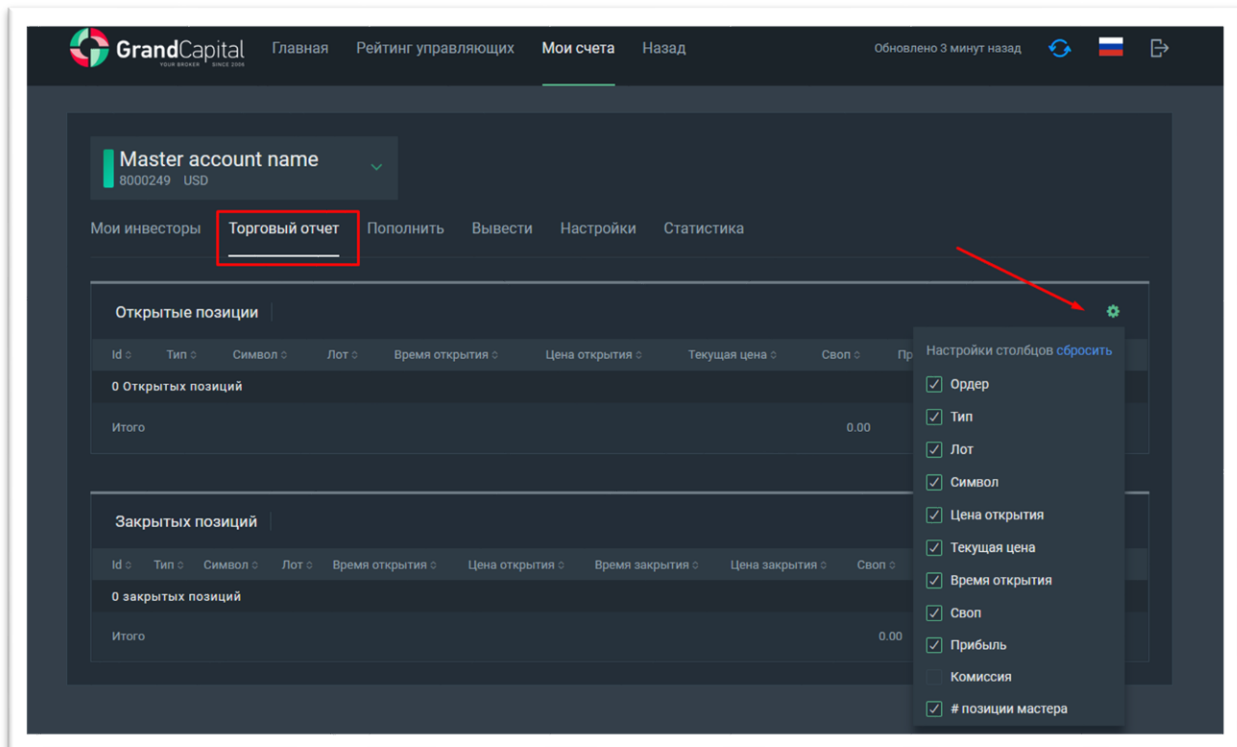 GrandCapital Главная Рейтинг управляющих Мои счета Назад Обновлено 3 минут назад
YOUR BROKER SINCE 2006
Master account name
8000249 USD
Мои инвесторы Торговый отчет Пополнить Вывести Настройки Статистика
Открытые позиции
Id Тип Символ Лот Время открытия Цена открытия Текущая цена Своп Пр
0 Открытых позиций
Итого 0.00
Настройки столбцов сбросить
Ордер
Тип
Лот
Символ
Цена открытия
Текущая цена
Время открытия
Своп
Прибыль
Комиссия
# позиции мастера
Закрытых позиций
Id Тип Символ Лот Время открытия Цена открытия Время закрытия Цена закрытия Своп
0 закрытых позиций
Итого 0.00